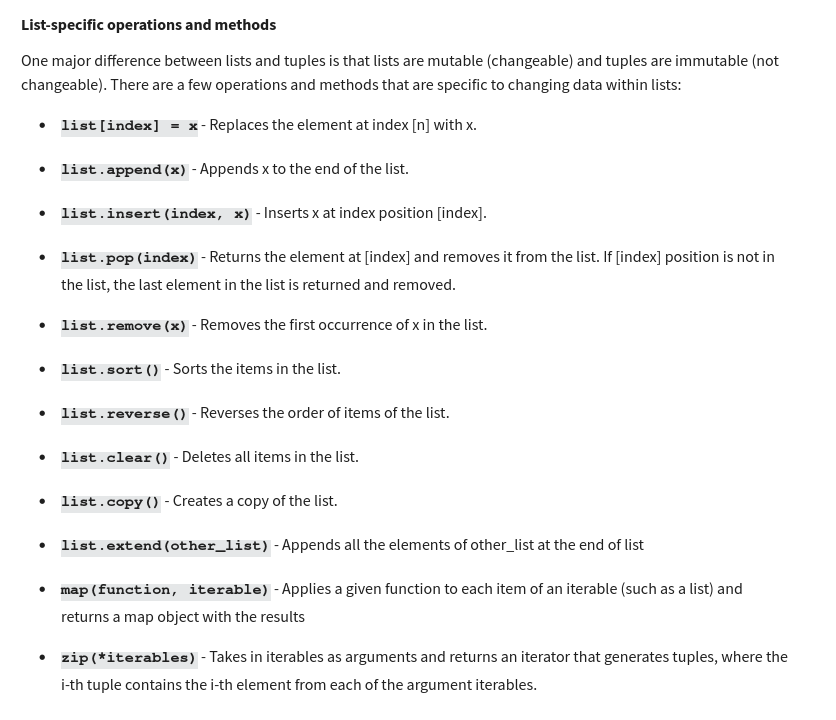 List-specific operations and methods
One major difference between lists and tuples is that lists are mutable (changeable) and tuples are immutable (not
changeable). There are a few operations and methods that are specific to changing data within lists:
• list[index] = x - Replaces the element at index [n] with x.
• list.append(x) - Appends x to the end of the list.
• list.insert(index, x) - Inserts x at index position [index].
• list.pop(index) - Returns the element at [index] and removes it from the list. If [index] position is not in
the list, the last element in the list is returned and removed.
• list.remove(x) - Removes the first occurrence of x in the list.
• list.sort() - Sorts the items in the list.
• list.reverse() - Reverses the order of items of the list.
• list.clear() - Deletes all items in the list.
• list.copy() - Creates a copy of the list.
• list.extend(other_list) - Appends all the elements of other_list at the end of list
• map(function, iterable) - Applies a given function to each item of an iterable (such as a list) and
returns a map object with the results
• zip(*iterables) - Takes in iterables as arguments and returns an iterator that generates tuples, where the
i-th tuple contains the i-th element from each of the argument iterables.